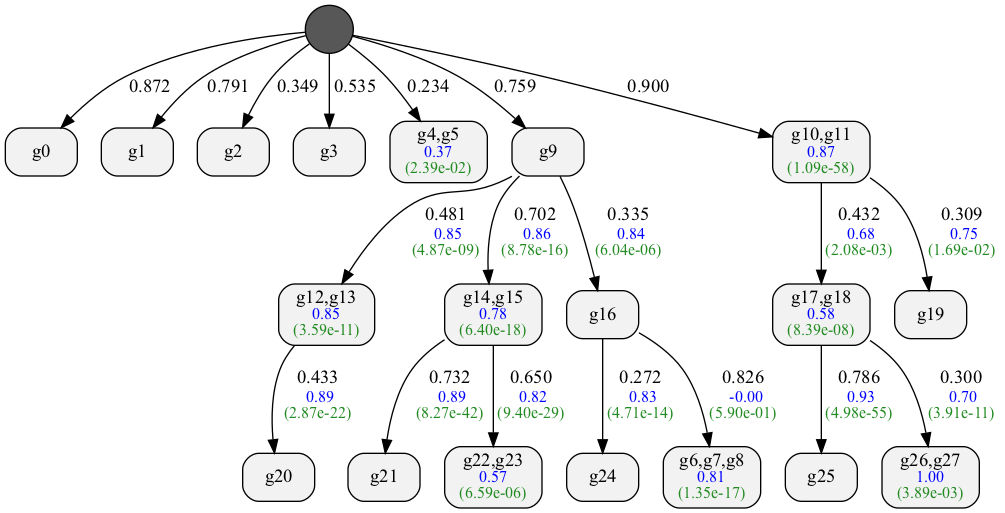 0.872
0.791
0.349
0.535
0.234
0.759
0.900
g0
g1
g2
g3
g4,g5
0.37
(2.39e-02)
g9
g10,g11
0.87
(1.09e-58)
0.481
0.85
(4.87e-09)
0.702
0.86
(8.78e-16)
0.335
0.84
(6.04e-06)
0.432
0.68
(2.08e-03)
0.309
0.75
(1.69e-02)
g12,g13
0.85
(3.59e-11)
g14,g15
0.78
(6.40e-18)
g16
g17,g18
0.58
(8.39e-08)
g19
0.433
0.89
(2.87e-22)
0.732
0.89
(8.27e-42)
0.650
0.82
(9.40e-29)
0.272
0.83
(4.71e-14)
0.826
-0.00
(5.90e-01)
0.786
0.93
(4.98e-55)
0.300
0.70
(3.91e-11)
g20
g21
g22,g23
0.57
(6.59e-06)
g24
g6,g7,g8
0.81
(1.35e-17)
g25
g26,g27
1.00
(3.89e-03)